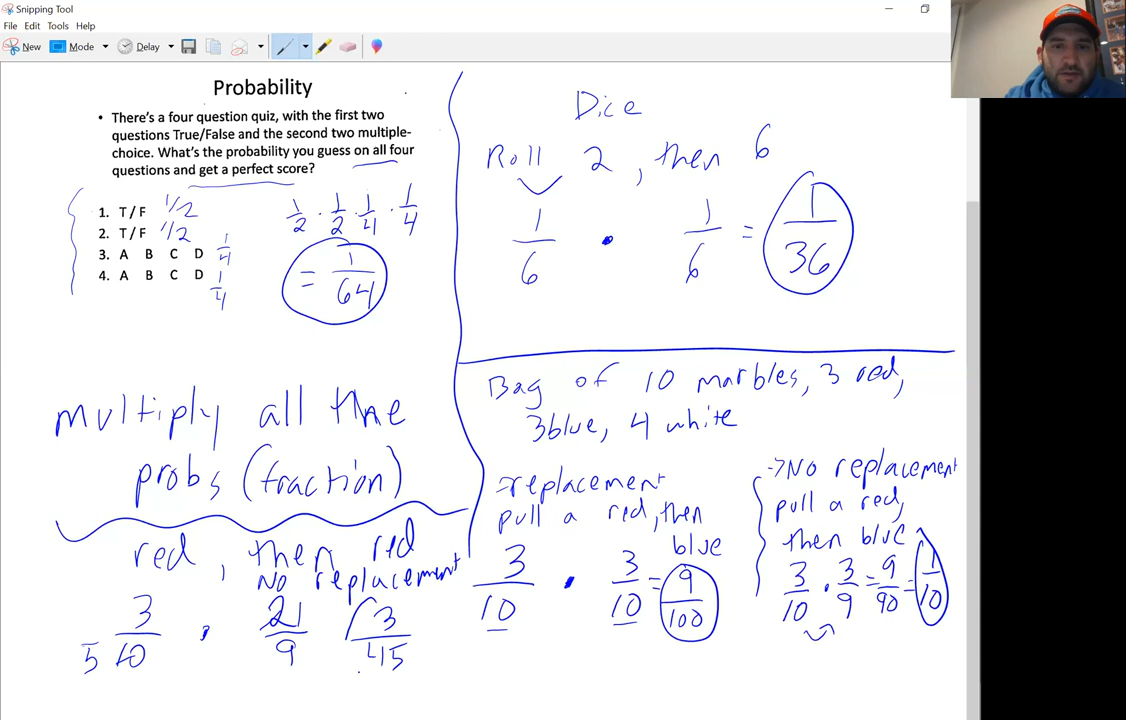 Snipping Tool
File Edit Tools Help
New Mode Delay
Probability
• There's a four question quiz, with the first two
questions True/False and the second two multiple-
choice. What's the probability you guess on all four
questions and get a perfect score?
1. T / F 1/2
2. T / F 1/2
3. A B C D 1/4
4. A B C D 1/4
1/2 · 1/2 · 1/4 · 1/4
= 1/64
multiply all the
probs (fraction)
red, then red
No replacement
5 3/10 · 21/9 3/45
Dice
Roll 2, then 6
1/6 · 1/6 = 1/36
Bag of 10 marbles, 3 red,
3 blue, 4 white
→replacement
pull a red, then
blue
3/10 · 3/10 = 9/100
→No replacement
pull a red,
then blue
3/10 · 3/9 = 9/90 = 1/10